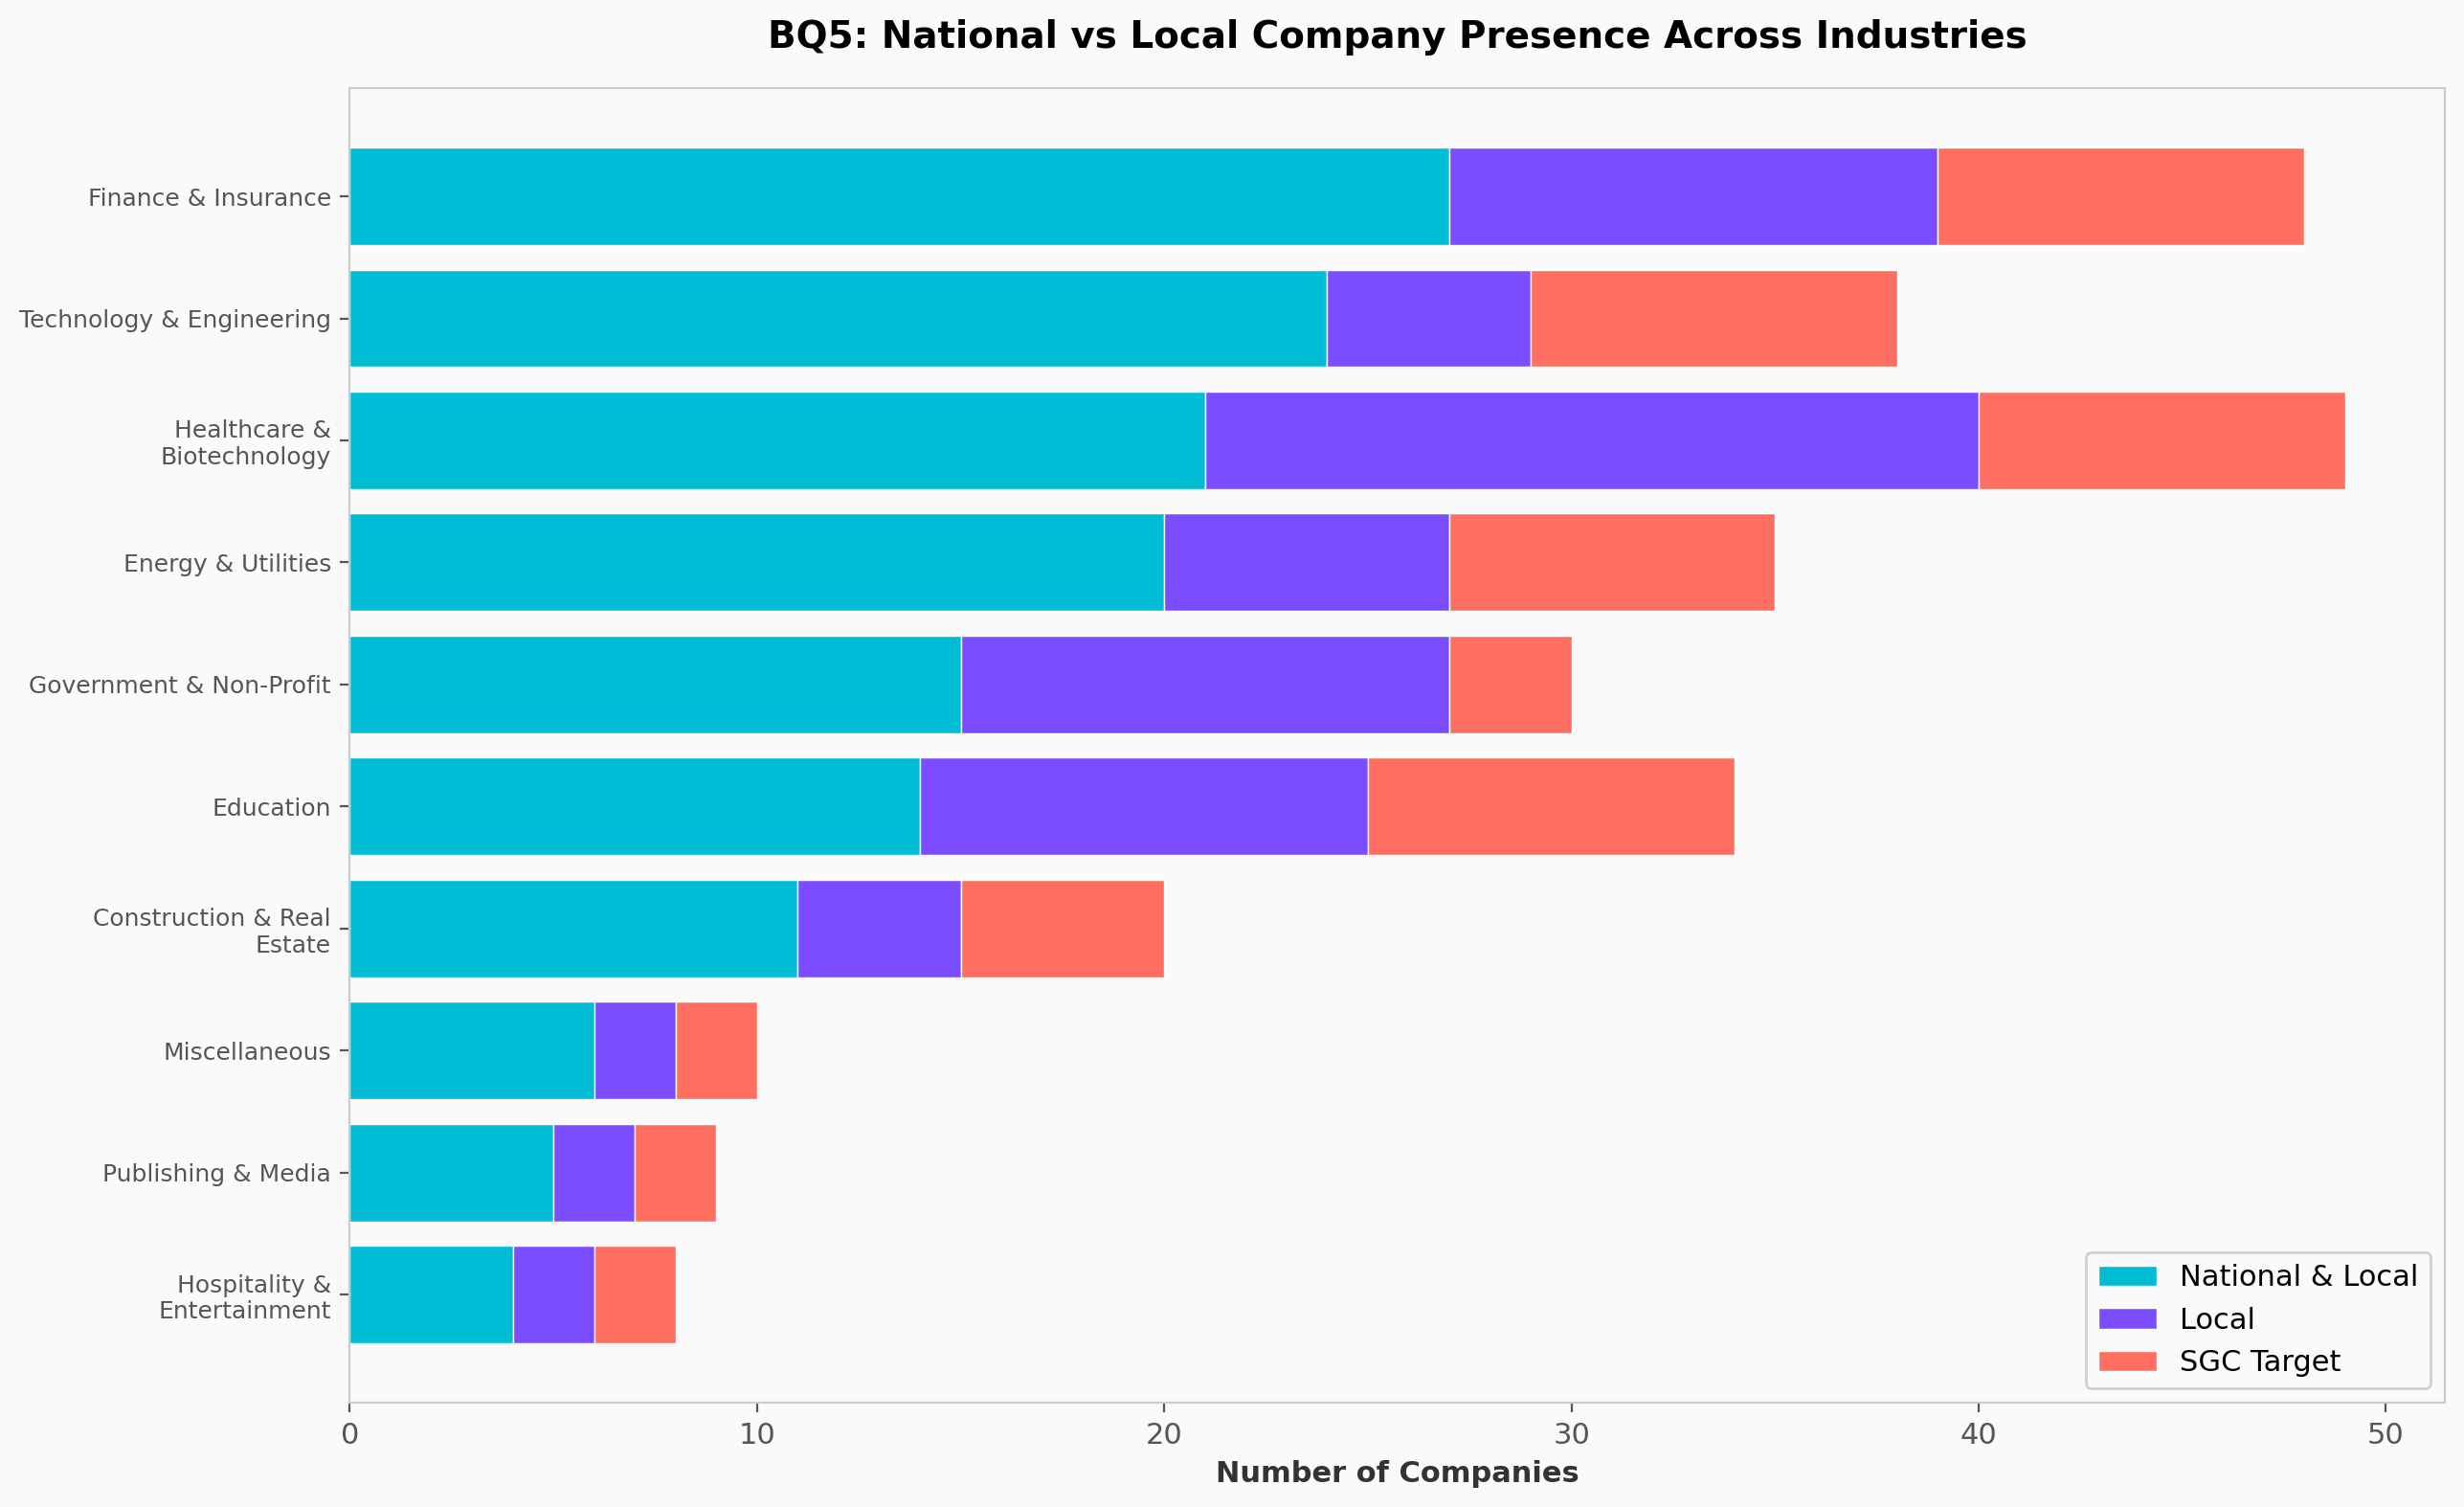 BQ5: National vs Local Company Presence Across Industries
Finance & Insurance
Technology & Engineering
Healthcare &
Biotechnology
Energy & Utilities
Government & Non-Profit
Education
Construction & Real
Estate
Miscellaneous
Publishing & Media
Hospitality &
Entertainment
National & Local
Local
SGC Target
0 10 20 30 40 50
Number of Companies